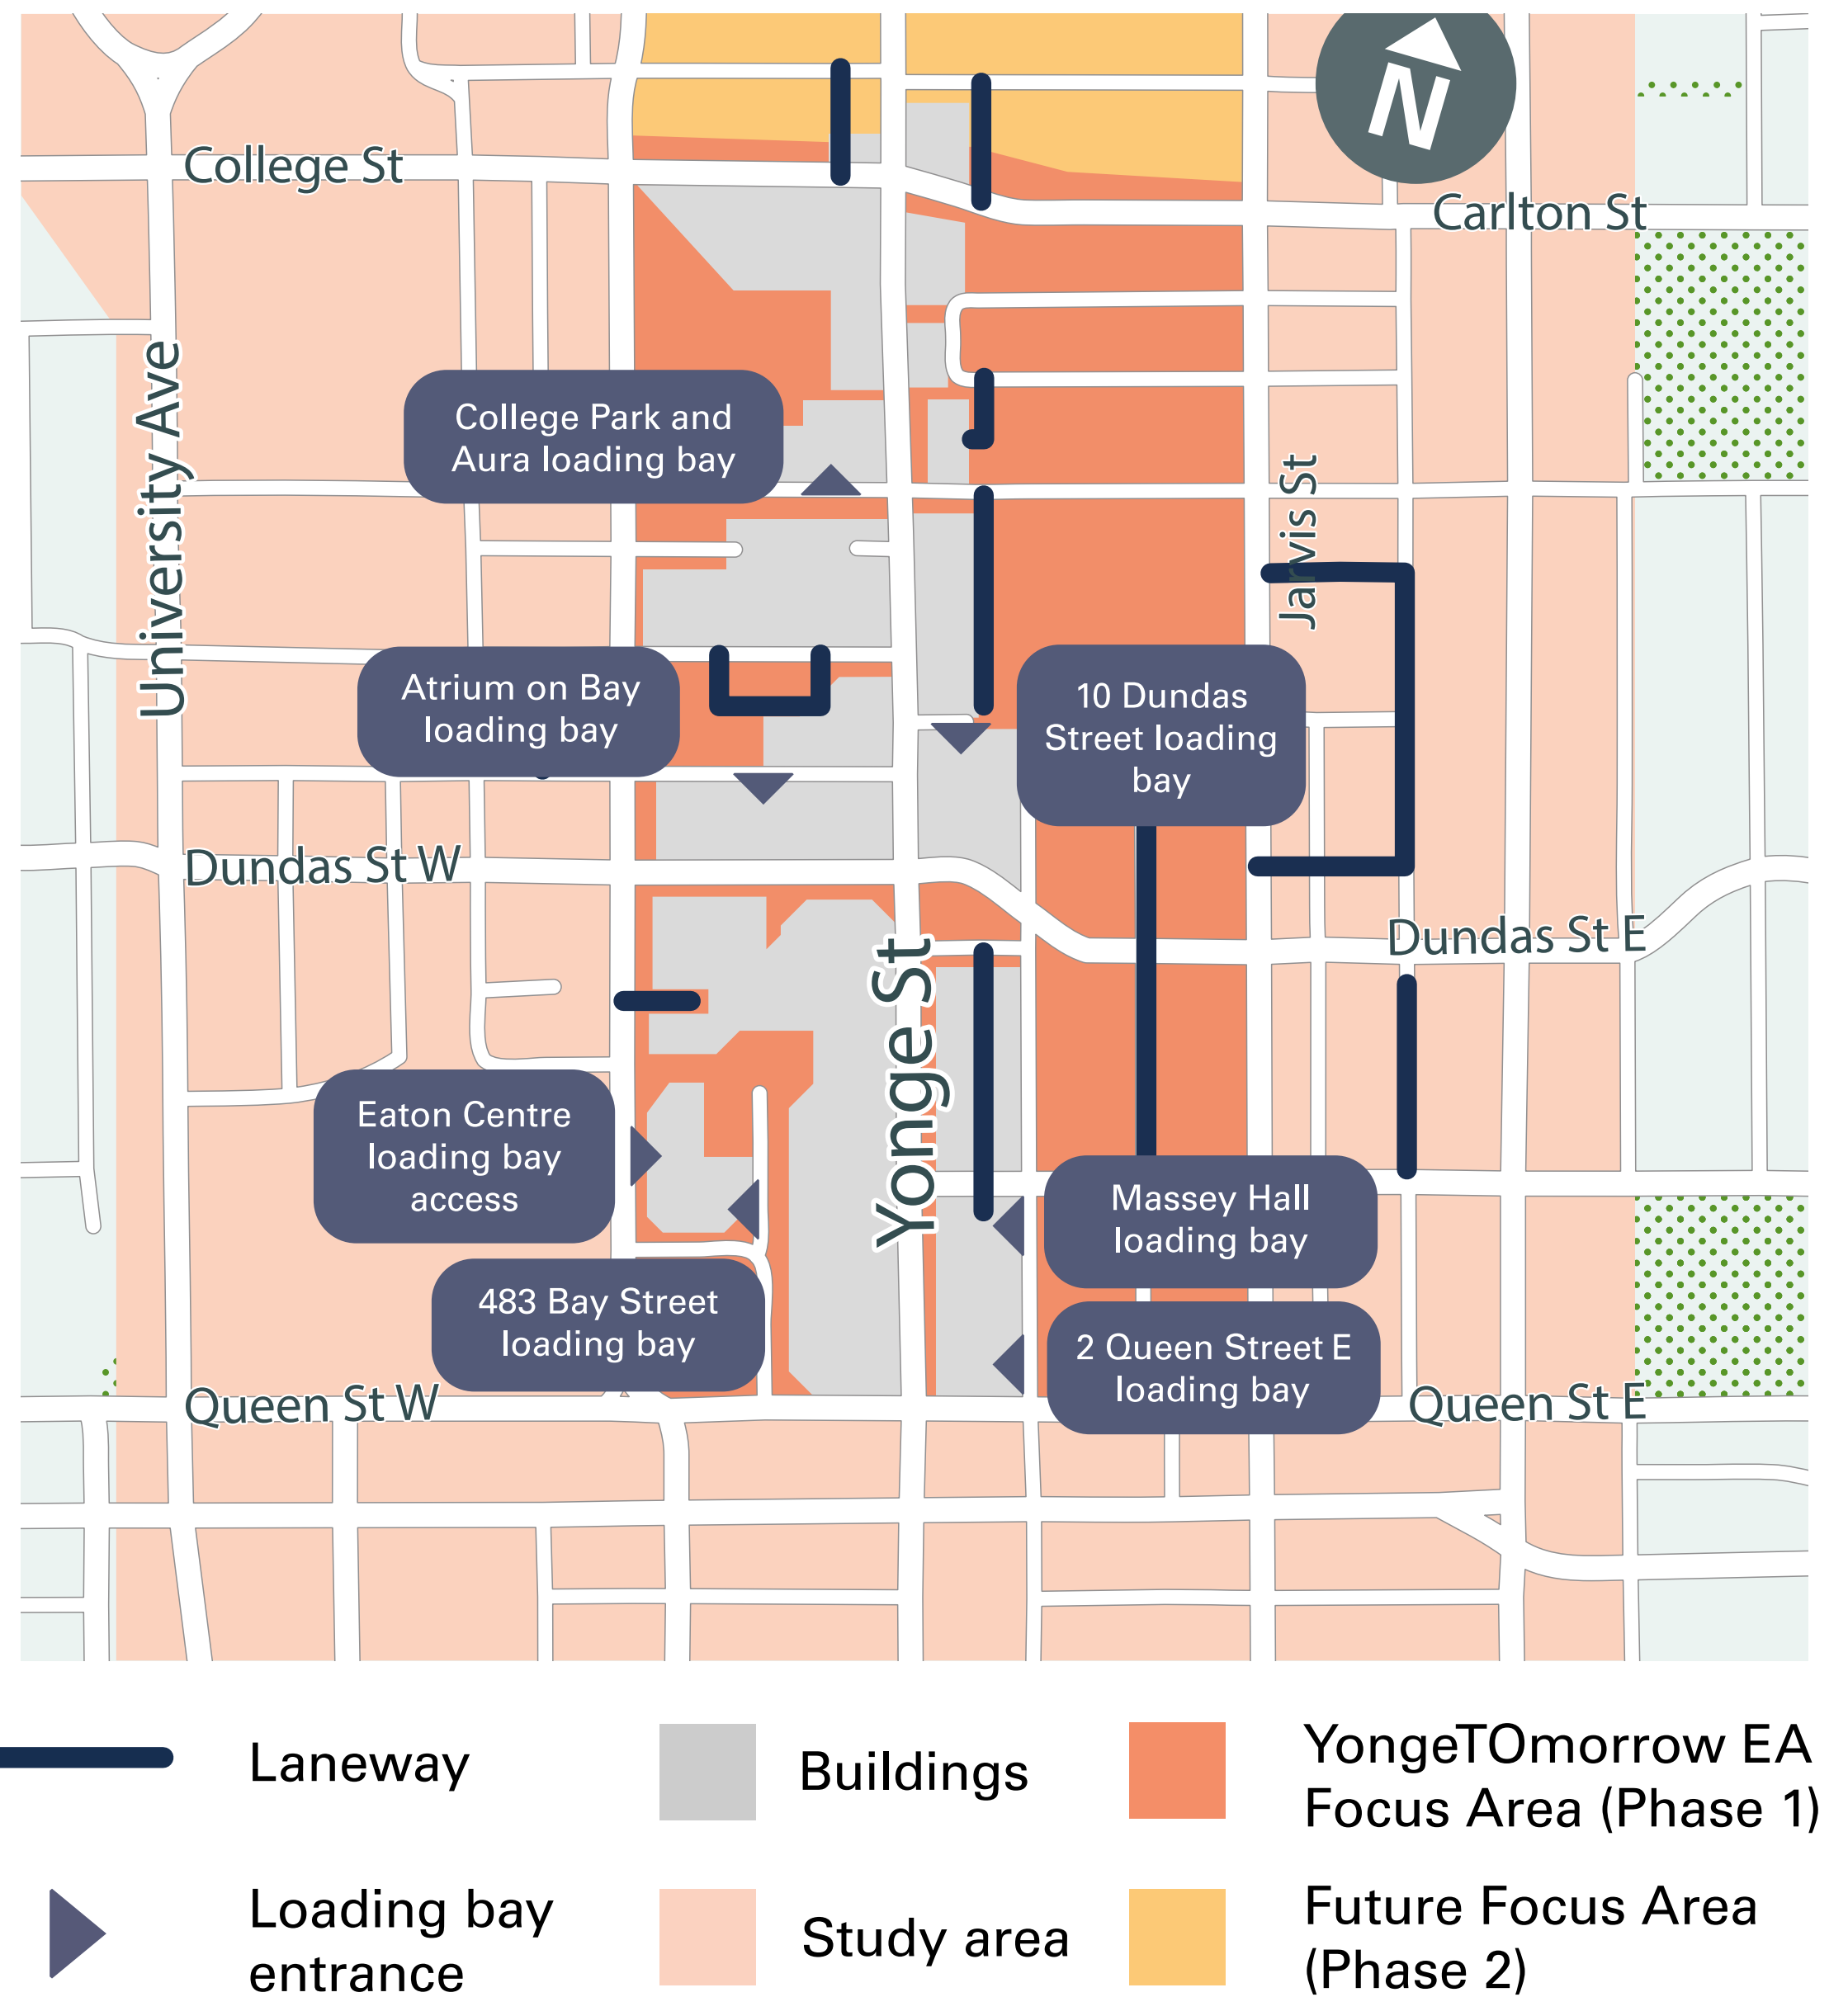 N
College St
Carlton St
University Ave
College Park and
Aura loading bay
Jarvis St
Atrium on Bay
loading bay
10 Dundas
Street loading
bay
Dundas St W
Dundas St E
Yonge St
Eaton Centre
loading bay
access
Massey Hall
loading bay
483 Bay Street
loading bay
2 Queen Street E
loading bay
Queen St W
Queen St E
Laneway
Buildings
YongeTOmorrow EA
Focus Area (Phase 1)
Loading bay
entrance
Study area
Future Focus Area
(Phase 2)